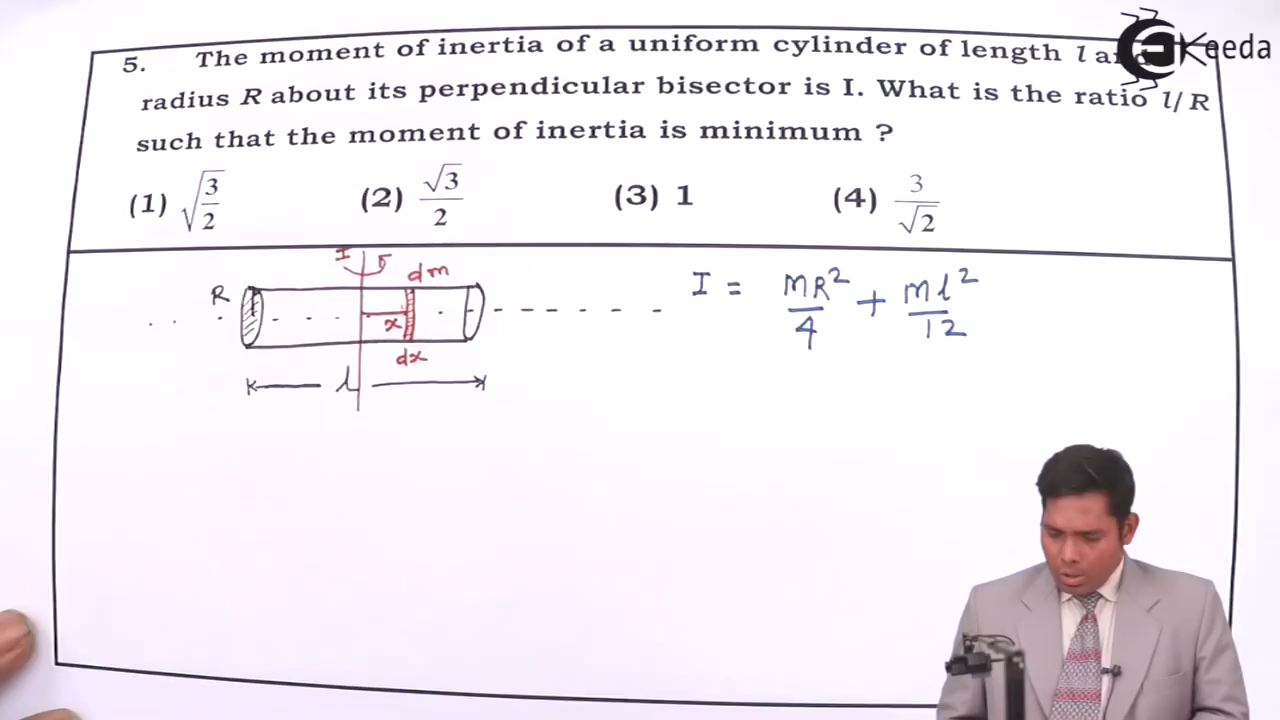 EKeeda
5. The moment of inertia of a uniform cylinder of length l and
radius R about its perpendicular bisector is I. What is the ratio l/R
such that the moment of inertia is minimum ?
(1) √(3/2) (2) √3/2 (3) 1 (4) 3/√2
I
dm
R
x
dx
l
I = MR²/4 + Ml²/12